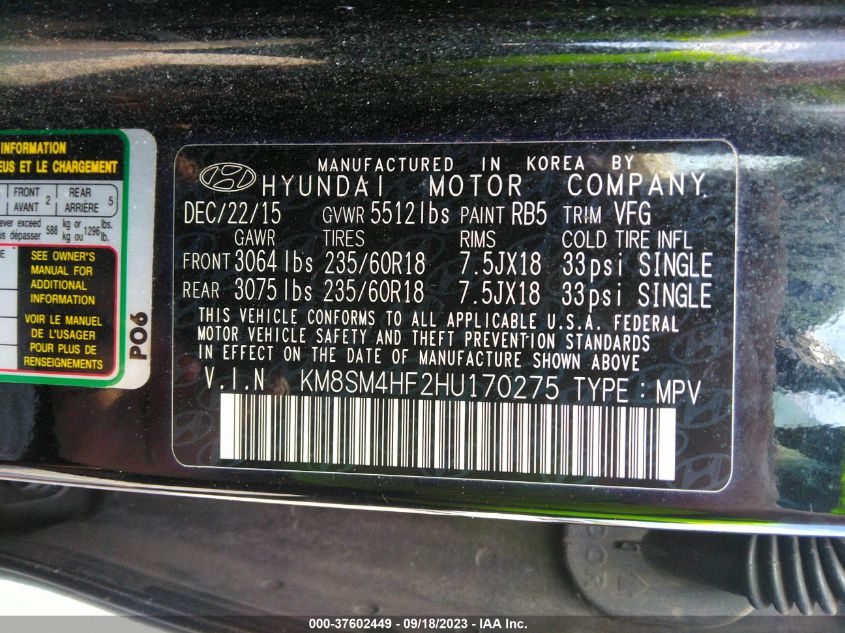 INFORMATION
EUS ET LE CHARGEMENT
FRONT 2 REAR 5
AVANT ARRIÈRE
never exceed 588 kg or 1296 lbs.
dépasser kg ou lb.
SEE OWNER'S
MANUAL FOR
ADDITIONAL
INFORMATION
VOIR LE MANUEL
DE L'USAGER
POUR PLUS DE
RENSEIGNEMENTS
PO6
MANUFACTURED IN KOREA BY
HYUNDAI MOTOR COMPANY
DEC/22/15 GVWR 5512lbs PAINT RB5 TRIM VFG
GAWR TIRES RIMS COLD TIRE INFL
FRONT 3064lbs 235/60R18 7.5JX18 33psi SINGLE
REAR 3075lbs 235/60R18 7.5JX18 33psi SINGLE
THIS VEHICLE CONFORMS TO ALL APPLICABLE U.S.A. FEDERAL
MOTOR VEHICLE SAFETY AND THEFT PREVENTION STANDARDS
IN EFFECT ON THE DATE OF MANUFACTURE SHOWN ABOVE
V.I.N KM8SM4HF2HU170275 TYPE : MPV
000-37602449 - 09/18/2023 - IAA Inc.